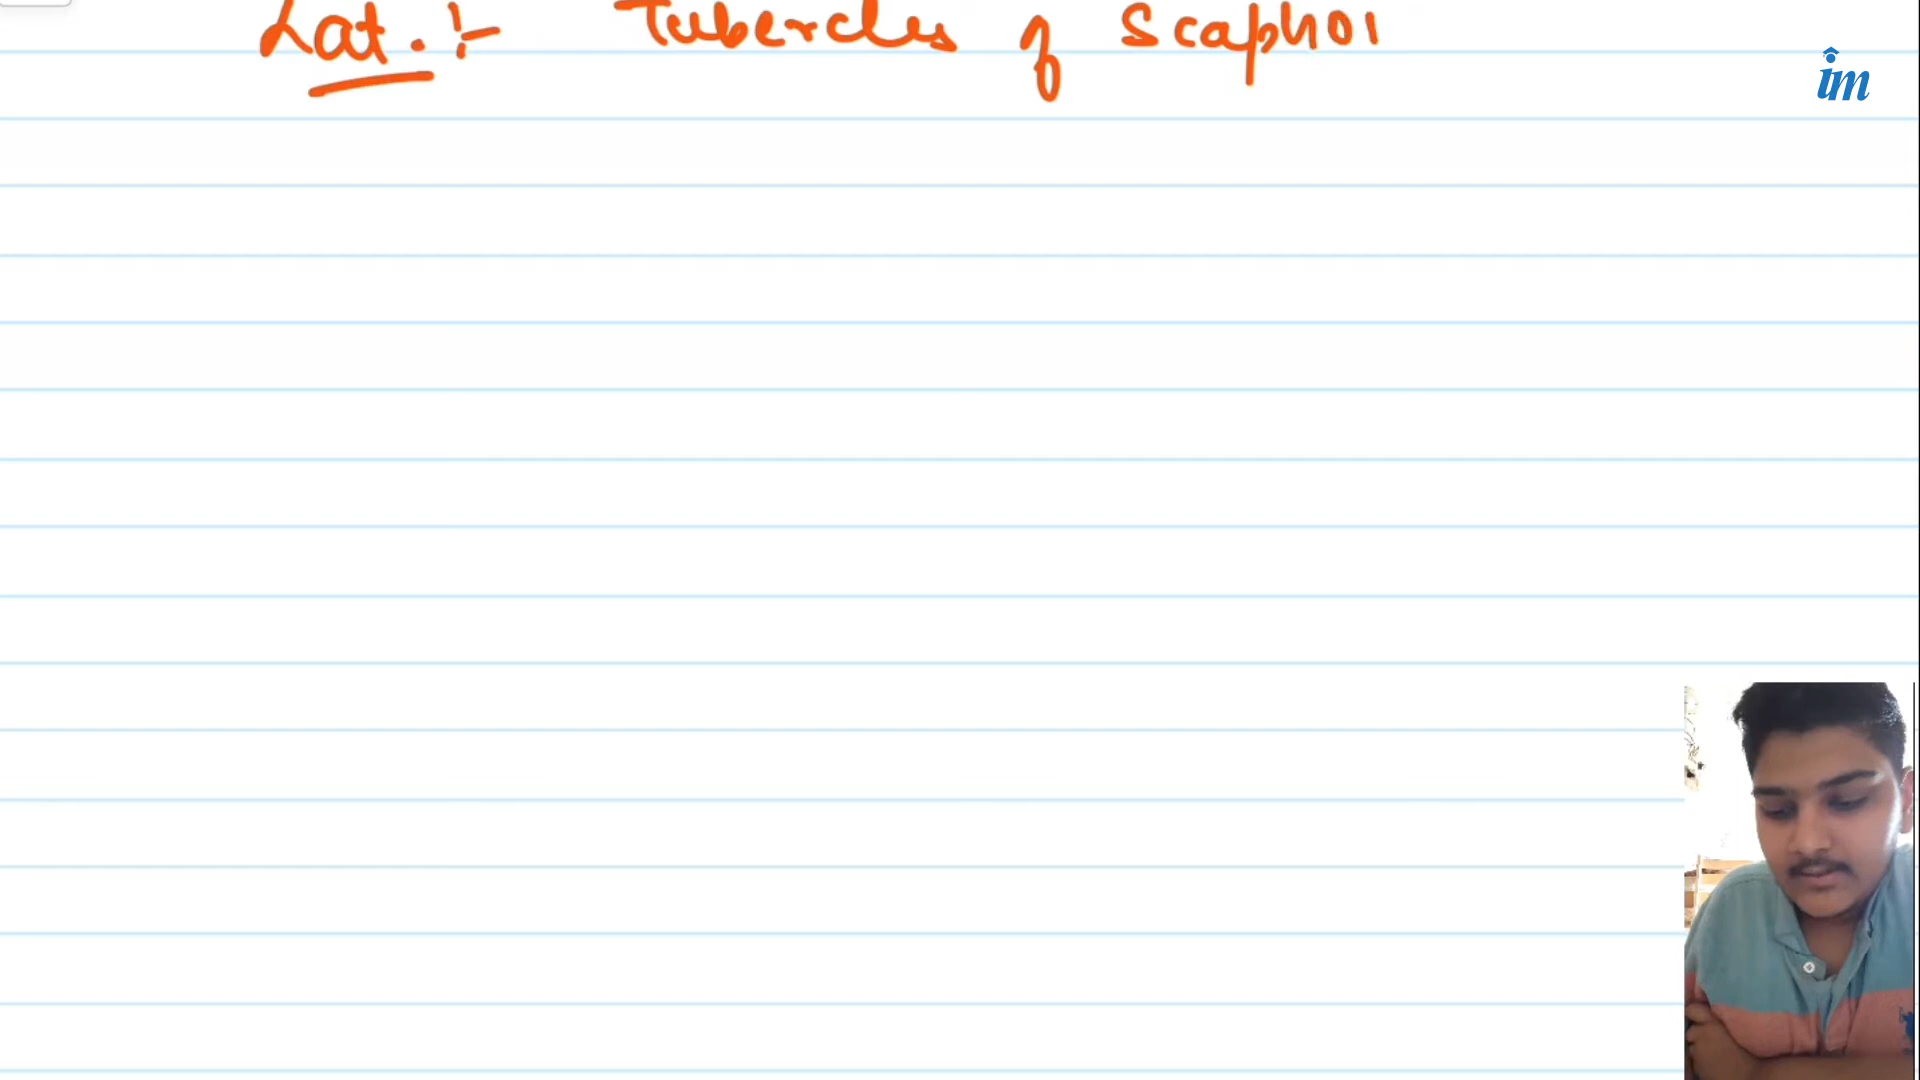 Lat. :- Tubercles of Scaphoi
im